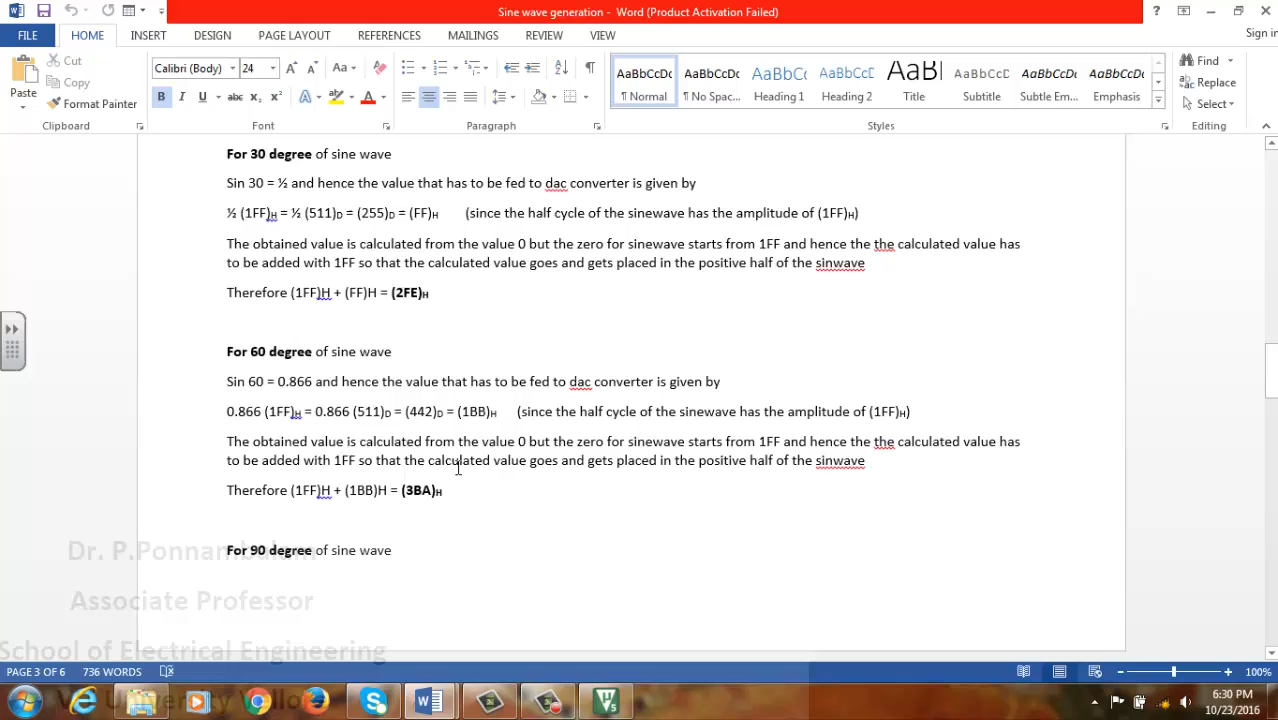 Sine wave generation - Word (Product Activation Failed)
FILE HOME INSERT DESIGN PAGE LAYOUT REFERENCES MAILINGS REVIEW VIEW Sign in
Paste
Cut
Copy
Format Painter
Calibri (Body) 24
AaBbCcDc AaBbCcDc AaBbCc AaBbCcD AaBl AaBbCcDc AaBbCcDc AaBbCcDc
¶ Normal ¶ No Spac... Heading 1 Heading 2 Title Subtitle Subtle Em... Emphasis
Find
Replace
Select
Clipboard Font Paragraph Styles Editing
For 30 degree of sine wave
Sin 30 = ½ and hence the value that has to be fed to dac converter is given by
½ (1FF)H = ½ (511)D = (255)D = (FF)H (since the half cycle of the sinewave has the amplitude of (1FF)H)
The obtained value is calculated from the value 0 but the zero for sinewave starts from 1FF and hence the the calculated value has
to be added with 1FF so that the calculated value goes and gets placed in the positive half of the sinwave
Therefore (1FF)H + (FF)H = (2FE)H
For 60 degree of sine wave
Sin 60 = 0.866 and hence the value that has to be fed to dac converter is given by
0.866 (1FF)H = 0.866 (511)D = (442)D = (1BB)H (since the half cycle of the sinewave has the amplitude of (1FF)H)
The obtained value is calculated from the value 0 but the zero for sinewave starts from 1FF and hence the the calculated value has
to be added with 1FF so that the calculated value goes and gets placed in the positive half of the sinwave
Therefore (1FF)H + (1BB)H = (3BA)H
For 90 degree of sine wave
Dr. P.Ponnambalam
Associate Professor
School of Electrical Engineering
PAGE 3 OF 6 736 WORDS 100%
6:30 PM
10/23/2016